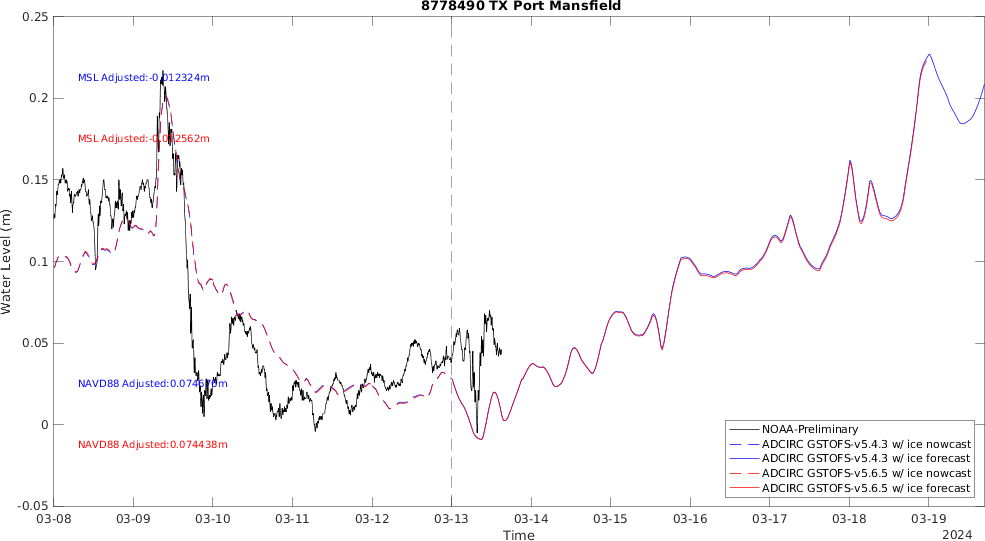 8778490 TX Port Mansfield
0.25
0.2
0.15
0.1
0.05
0
-0.05
Water Level (m)
MSL Adjusted:-0.012324m
NAVD88 Adjusted:
NAVD88 Adjusted:0.074438m
MSL Adjusted:
NOAA-Preliminary
ADCIRC GSTOFS-v5.4.3 w/ ice nowcast
ADCIRC GSTOFS-v5.4.3 w/ ice forecast
ADCIRC GSTOFS-v5.6.5 w/ ice nowcast
ADCIRC GSTOFS-v5.6.5 w/ ice forecast
03-08 03-09 03-10 03-11 03-12 03-13 03-14 03-15 03-16 03-17 03-18 03-19
Time
2024